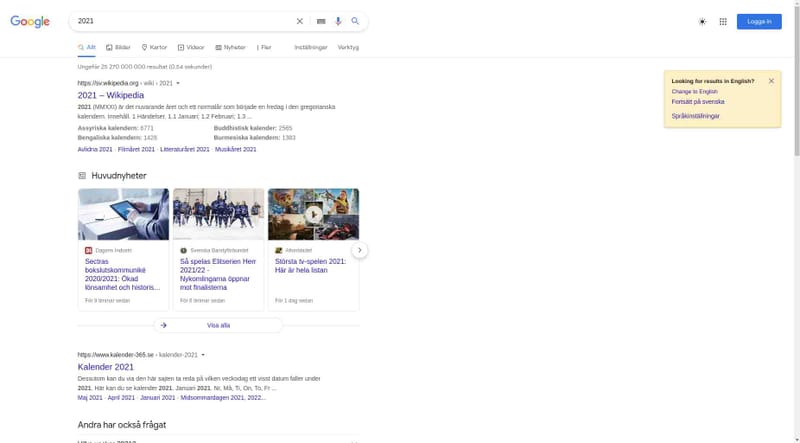 Google
2021
Logga in
Allt
Bilder
Kartor
Videor
Nyheter
Fler
Inställningar
Verktyg
Ungefär 25 270 000 000 resultat (0,64 sekunder)
https://sv.wikipedia.org › wiki › 2021
2021 – Wikipedia
2021 (MMXXI) är det nuvarande året och ett normalår som började en fredag i den gregorianska
kalendern. Innehåll. 1 Händelser. 1.1 Januari; 1.2 Februari; 1.3 ...
Assyriska kalendern: 6771
Buddhistisk kalender: 2565
Bengaliska kalendern: 1428
Burmesiska kalendern: 1383
Avlidna 2021 · Filmåret 2021 · Litteraturåret 2021 · Musikåret 2021
Looking for results in English?
Change to English
Fortsätt på svenska
Språkinställningar
Huvudnyheter
Dagens Industri
Sectras
bokslutskommuniké
2020/2021: Ökad
lönsamhet och historis...
För 9 timmar sedan
Svenska Bandyförbundet
Så spelas Elitserien Herr
2021/22 -
Nykomlingarna öppnar
mot finalisterna
För 6 timmar sedan
Aftonbladet
Största tv-spelen 2021:
Här är hela listan
För 1 dag sedan
Visa alla
https://www.kalender-365.se › kalender-2021
Kalender 2021
Dessutom kan du via den här sajten ta reda på vilken veckodag ett visst datum faller under
2021. Här kan du se kalender 2021. Januari 2021. Nr, Må, Ti, On, To, Fr ...
Maj 2021 · April 2021 · Januari 2021 · Midsommardagen 2021, 2022...
Andra har också frågat